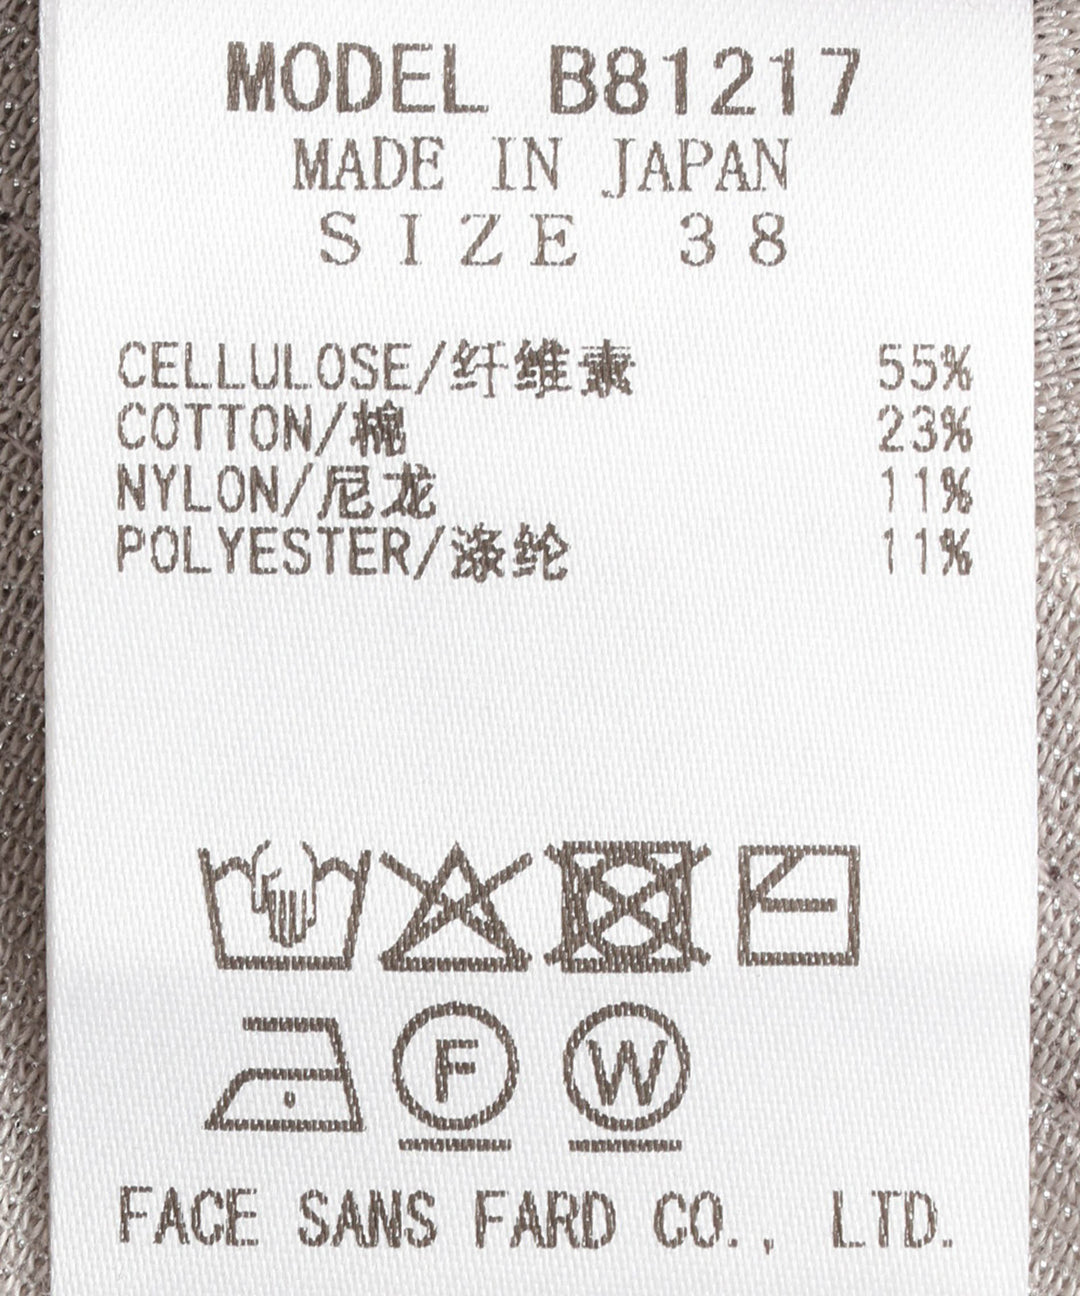 MODEL B81217
MADE IN JAPAN
SIZE 38
CELLULOSE/纤维素 55%
COTTON/棉 23%
NYLON/尼龙 11%
POLYESTER/涤纶 11%
F W
FACE SANS FARD CO., LTD.